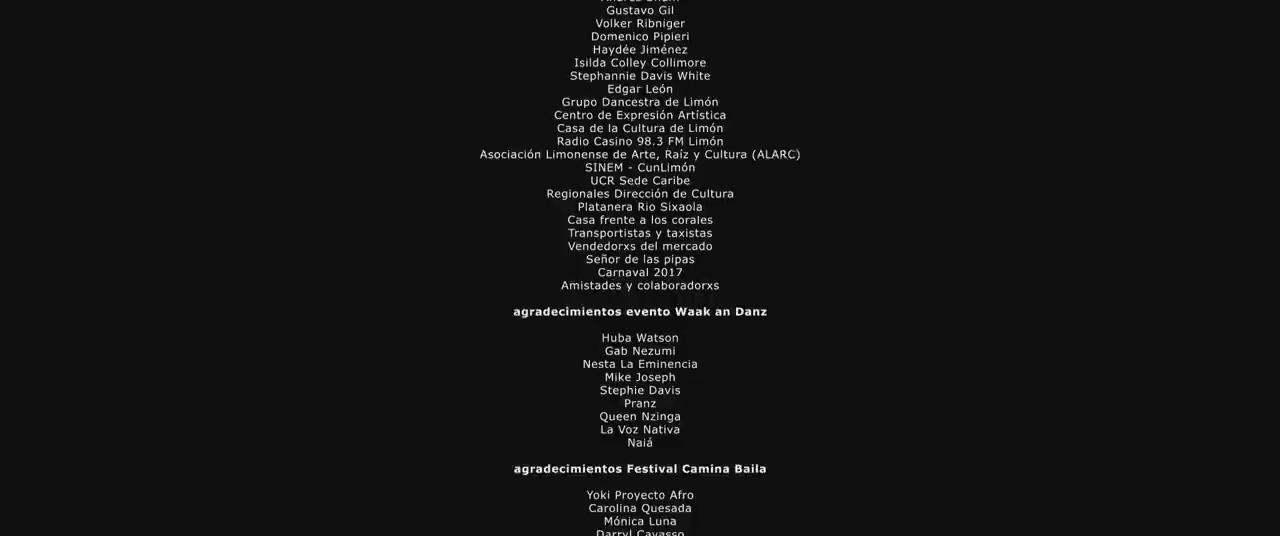 Gustavo Gil
Volker Ribniger
Domenico Pipieri
Haydée Jiménez
Isilda Colley Collimore
Stephannie Davis White
Edgar León
Grupo Dancestra de Limón
Centro de Expresión Artística
Casa de la Cultura de Limón
Radio Casino 98.3 FM Limón
Asociación Limonense de Arte, Raíz y Cultura (ALARC)
SINEM - CunLimón
UCR Sede Caribe
Regionales Dirección de Cultura
Platanera Rio Sixaola
Casa frente a los corales
Transportistas y taxistas
Vendedorxs del mercado
Señor de las pipas
Carnaval 2017
Amistades y colaboradorxs
agradecimientos evento Waak an Danz
Huba Watson
Gab Nezumi
Nesta La Eminencia
Mike Joseph
Stephie Davis
Pranz
Queen Nzinga
La Voz Nativa
Naiá
agradecimientos Festival Camina Baila
Yoki Proyecto Afro
Carolina Quesada
Mónica Luna
Darryl Cayasso